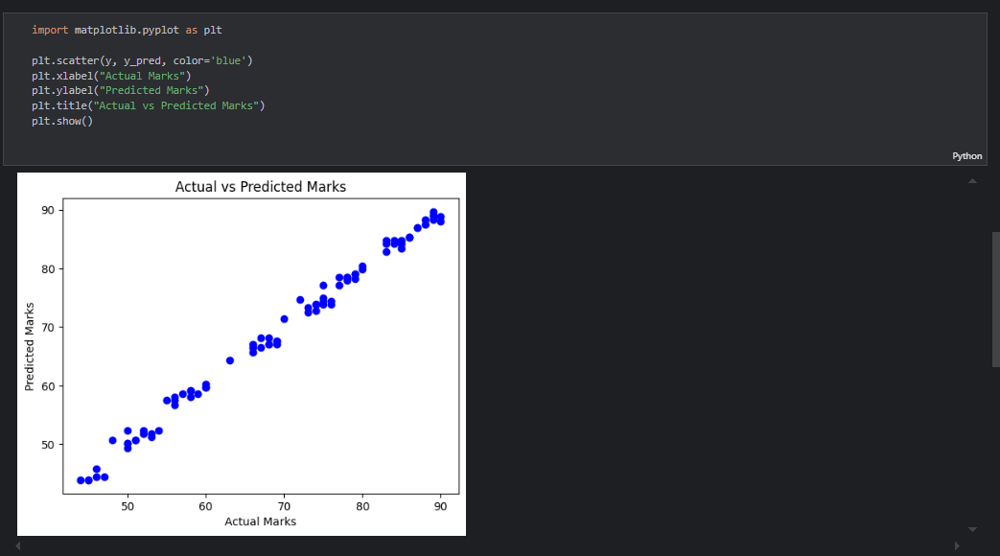 import matplotlib.pyplot as plt
plt.scatter(y, y_pred, color='blue')
plt.xlabel("Actual Marks")
plt.ylabel("Predicted Marks")
plt.title("Actual vs Predicted Marks")
plt.show()
Python
Actual vs Predicted Marks
90
80
70
60
50
Predicted Marks
50 60 70 80 90
Actual Marks